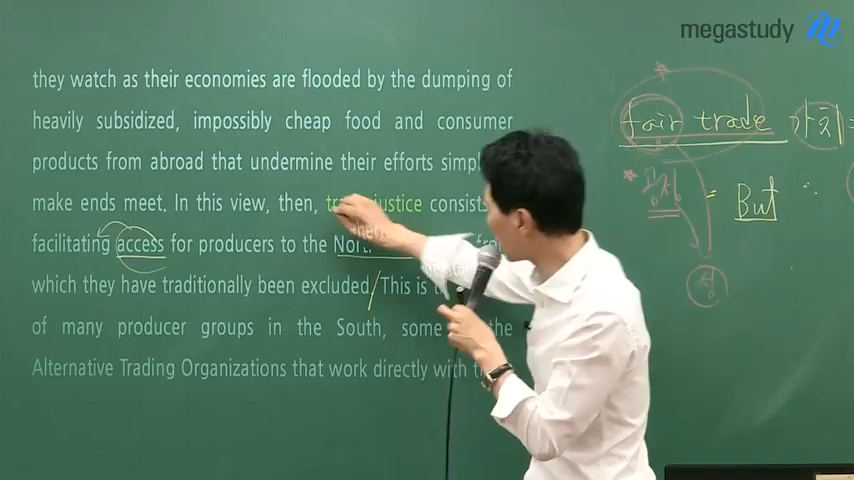 megastudy
they watch as their economies are flooded by the dumping of
heavily subsidized, impossibly cheap food and consumer
products from abroad that undermine their efforts simp
make ends meet. In this view, then, justice consists
facilitating access for producers to the
which they have traditionally been excluded/This is
of many producer groups in the South, some the
Alternative Trading Organizations that work directly with
fair trade
공정 = But ∴